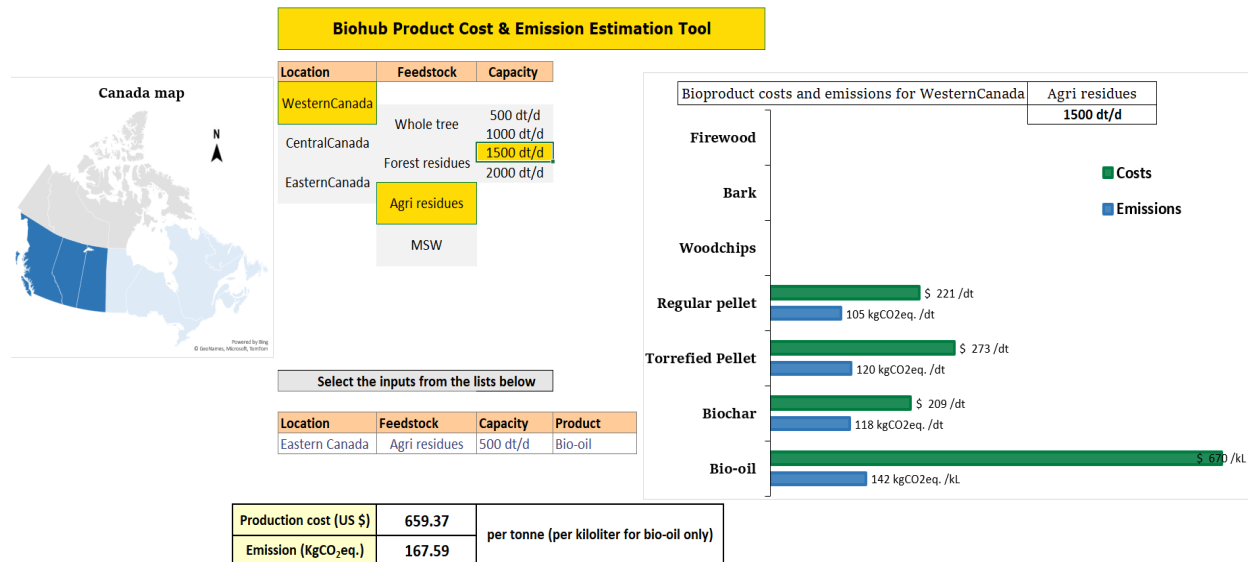 Biohub Product Cost & Emission Estimation Tool
Location Feedstock Capacity
WesternCanada
CentralCanada
EasternCanada
Whole tree
Forest residues
Agri residues
MSW
500 dt/d
1000 dt/d
1500 dt/d
2000 dt/d
Canada map
N
Powered by Bing
© GeoNames, Microsoft, TomTom
Select the inputs from the lists below
Location Feedstock Capacity Product
Eastern Canada Agri residues 500 dt/d Bio-oil
Production cost (US $) 659.37
Emission (KgCO₂eq.) 167.59
per tonne (per kiloliter for bio-oil only)
Bioproduct costs and emissions for WesternCanada Agri residues
1500 dt/d
Costs
Emissions
Firewood
Bark
Woodchips
Regular pellet
$ 221 /dt
105 kgCO2eq. /dt
Torrefied Pellet
$ 273 /dt
120 kgCO2eq. /dt
Biochar
$ 209 /dt
118 kgCO2eq. /dt
Bio-oil
$ 670 /kL
142 kgCO2eq. /kL